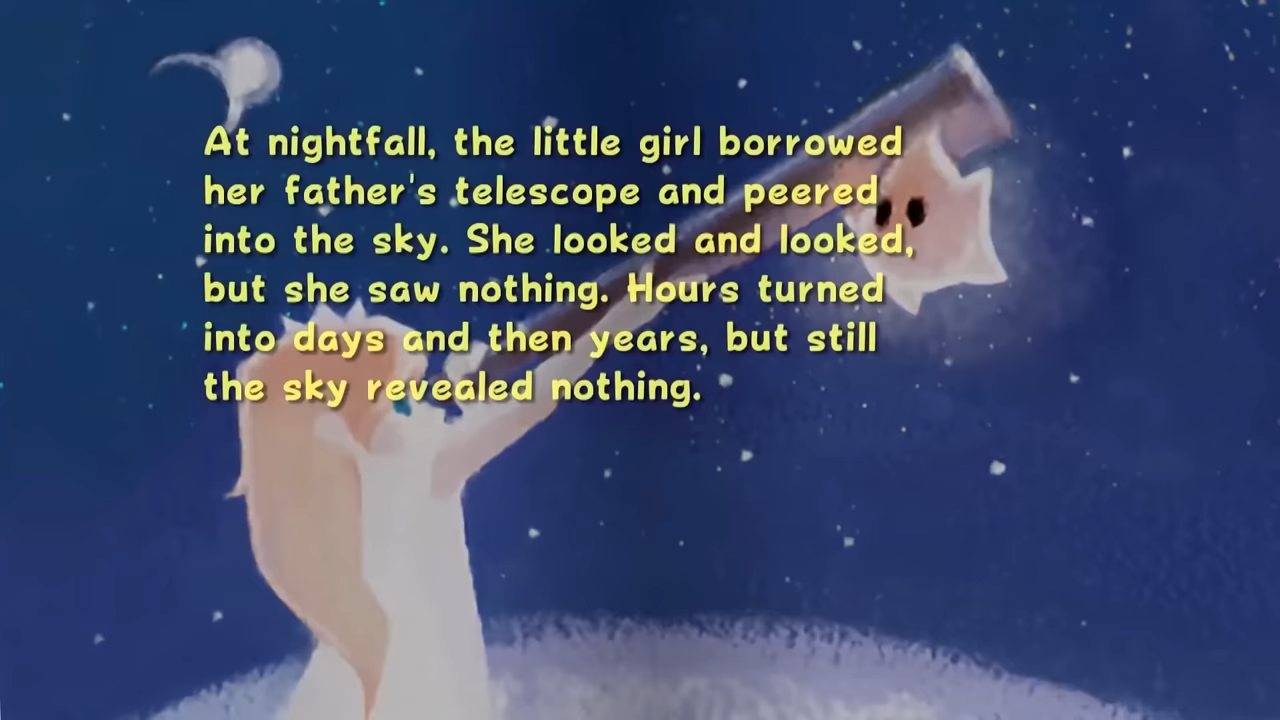 At nightfall, the little girl borrowed
her father's telescope and peered
into the sky. She looked and looked,
but she saw nothing. Hours turned
into days and then years, but still
the sky revealed nothing.